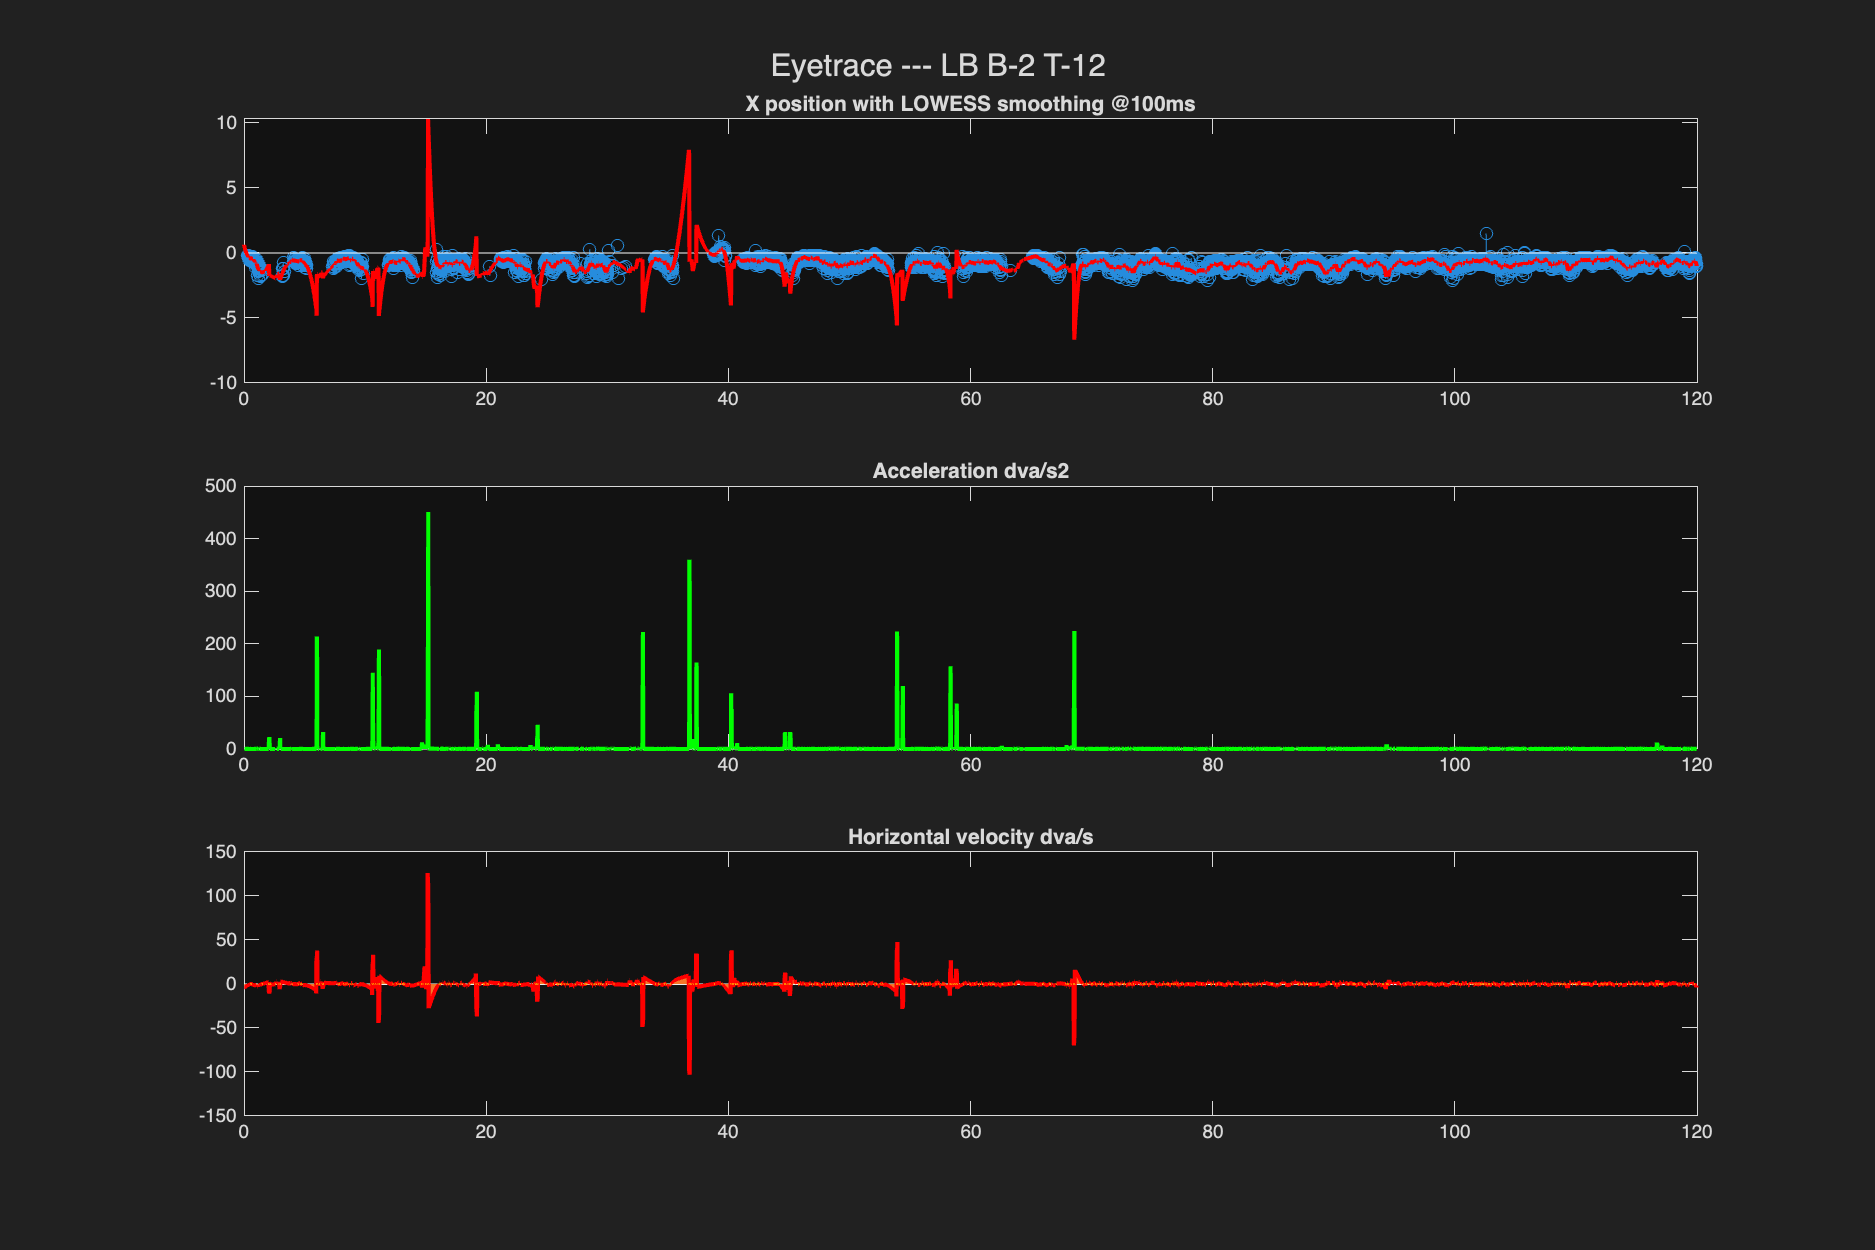 Eyetrace --- LB B-2 T-12
X position with LOWESS smoothing @100ms
10
5
0
-5
-10
0 20 40 60 80 100 120
Acceleration dva/s2
500
400
300
200
100
0
0 20 40 60 80 100 120
Horizontal velocity dva/s
150
100
50
0
-50
-100
-150
0 20 40 60 80 100 120